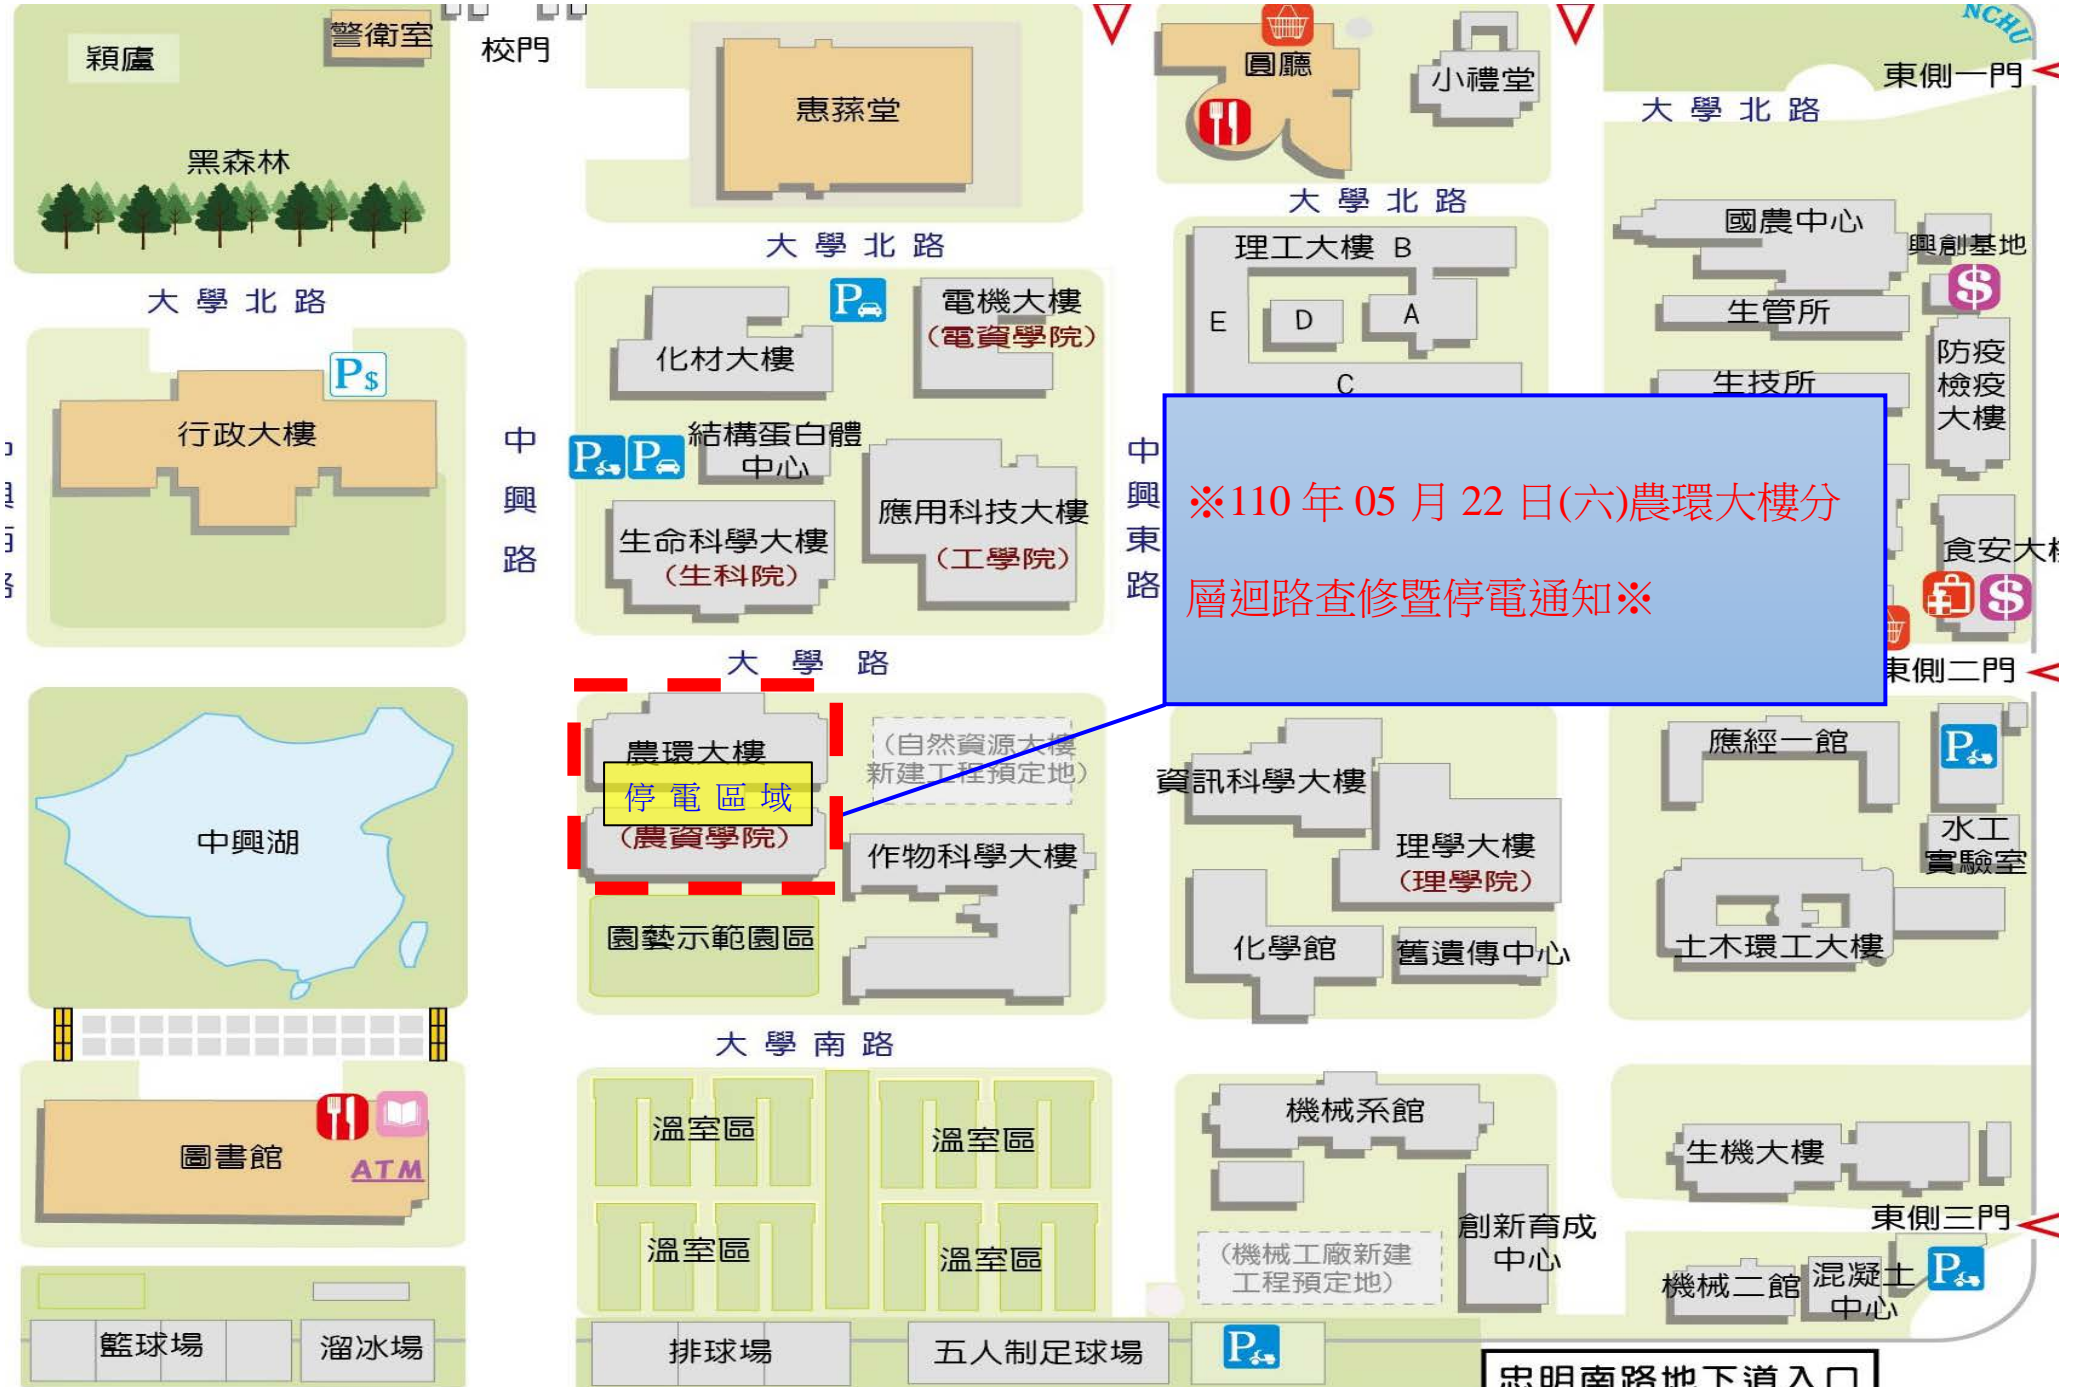 穎廬
警衛室
校門
黑森林
大學北路
惠蓀堂
大學北路
圓廳
小禮堂
大學北路
NCHU
東側一門
大學北路
行政大樓
P$
中興路
化材大樓
P
電機大樓
(電資學院)
P
P
結構蛋白體
中心
生命科學大樓
(生科院)
應用科技大樓
(工學院)
中興東路
理工大樓 B
E
D
A
C
國農中心
興創基地
$
生管所
生技所
防疫
檢疫
大樓
食安大樓
$
東側二門
※110 年 05 月 22 日(六)農環大樓分
層迴路查修暨停電通知※
大學路
中興湖
農環大樓
停電區域
(農資學院)
(自然資源大樓
新建工程預定地)
作物科學大樓
園藝示範園區
資訊科學大樓
理學大樓
(理學院)
化學館
舊遺傳中心
應經一館
P
水工
實驗室
土木環工大樓
大學南路
圖書館
ATM
溫室區
溫室區
溫室區
溫室區
機械系館
(機械工廠新建
工程預定地)
創新育成
中心
生機大樓
東側三門
機械二館
混凝土
中心
P
籃球場
溜冰場
排球場
五人制足球場
P
忠明南路地下道入口